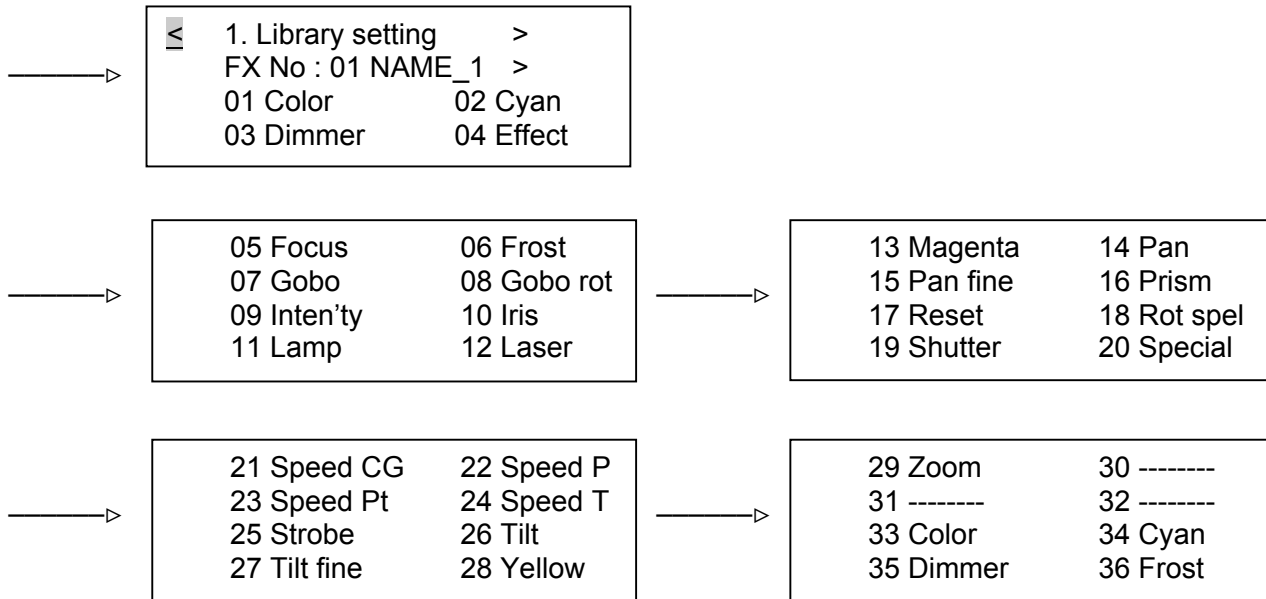 < 1. Library setting >
FX No : 01 NAME_1 >
01 Color 02 Cyan
03 Dimmer 04 Effect
05 Focus 06 Frost
07 Gobo 08 Gobo rot
09 Inten’ty 10 Iris
11 Lamp 12 Laser
13 Magenta 14 Pan
15 Pan fine 16 Prism
17 Reset 18 Rot spel
19 Shutter 20 Special
21 Speed CG 22 Speed P
23 Speed Pt 24 Speed T
25 Strobe 26 Tilt
27 Tilt fine 28 Yellow
29 Zoom 30 --------
31 -------- 32 --------
33 Color 34 Cyan
35 Dimmer 36 Frost